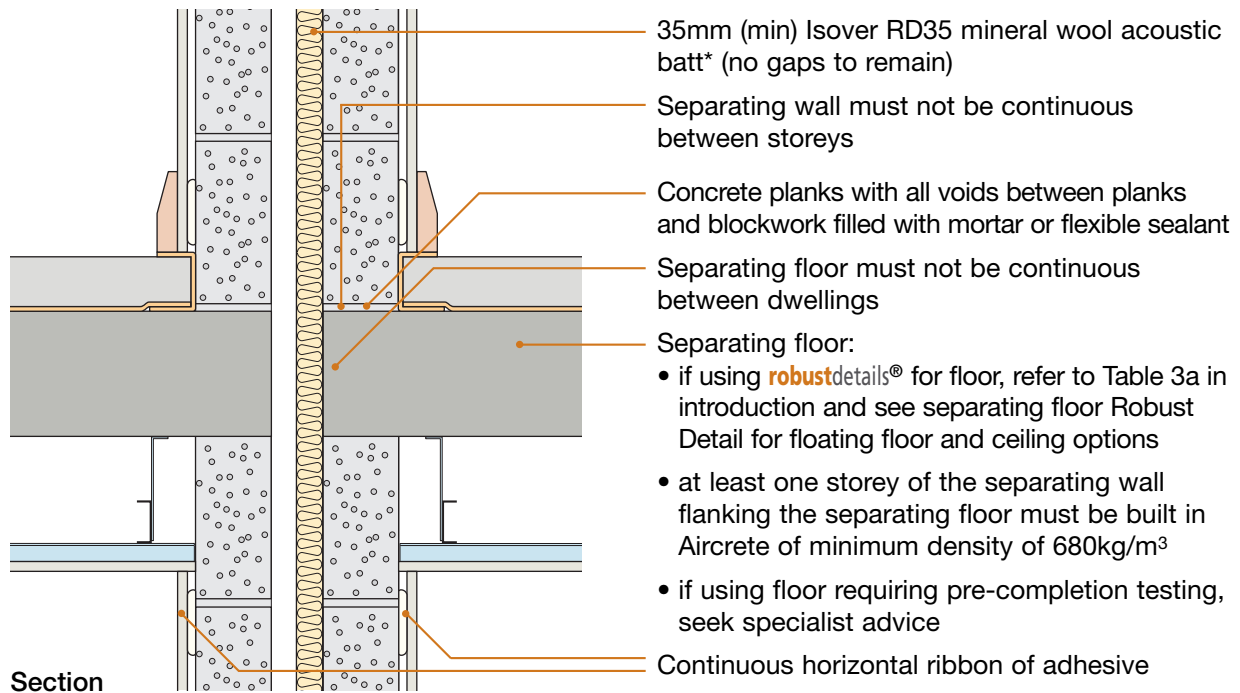 35mm (min) Isover RD35 mineral wool acoustic
batt* (no gaps to remain)
Separating wall must not be continuous
between storeys
Concrete planks with all voids between planks
and blockwork filled with mortar or flexible sealant
Separating floor must not be continuous
between dwellings
Separating floor:
• if using robustdetails® for floor, refer to Table 3a in
introduction and see separating floor Robust
Detail for floating floor and ceiling options
• at least one storey of the separating wall
flanking the separating floor must be built in
Aircrete of minimum density of 680kg/m³
• if using floor requiring pre-completion testing,
seek specialist advice
Continuous horizontal ribbon of adhesive
Section